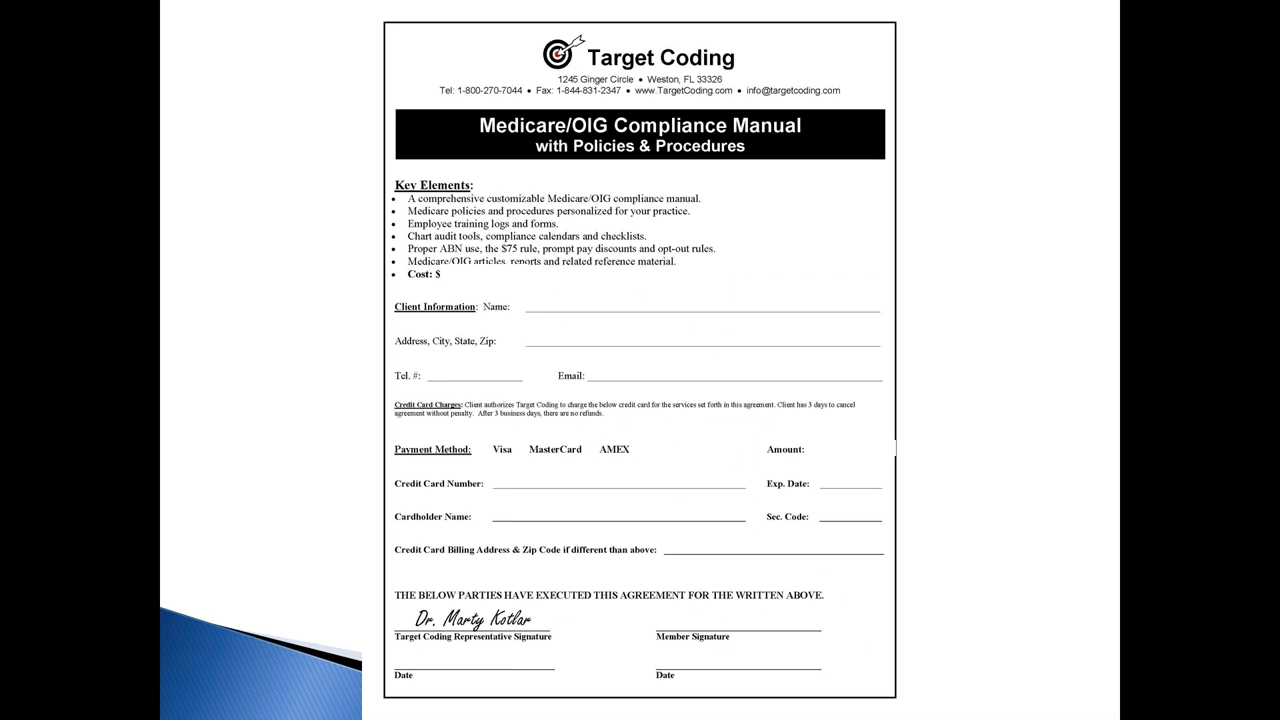 Target Coding
1245 Ginger Circle • Weston, FL 33326
Tel: 1-800-270-7044 • Fax: 1-844-831-2347 • www.TargetCoding.com • info@targetcoding.com
Medicare/OIG Compliance Manual
with Policies & Procedures
Key Elements:
• A comprehensive customizable Medicare/OIG compliance manual.
• Medicare policies and procedures personalized for your practice.
• Employee training logs and forms.
• Chart audit tools, compliance calendars and checklists.
• Proper ABN use, the $75 rule, prompt pay discounts and opt-out rules.
• Medicare/OIG articles, reports and related reference material.
• Cost: $
Client Information: Name:
Address, City, State, Zip:
Tel. #: Email:
Credit Card Charges: Client authorizes Target Coding to charge the below credit card for the services set forth in this agreement. Client has 3 days to cancel
agreement without penalty. After 3 business days, there are no refunds.
Payment Method: Visa MasterCard AMEX Amount:
Credit Card Number: Exp. Date:
Cardholder Name: Sec. Code:
Credit Card Billing Address & Zip Code if different than above:
THE BELOW PARTIES HAVE EXECUTED THIS AGREEMENT FOR THE WRITTEN ABOVE.
Dr. Marty Kotlar
Target Coding Representative Signature Member Signature
Date Date